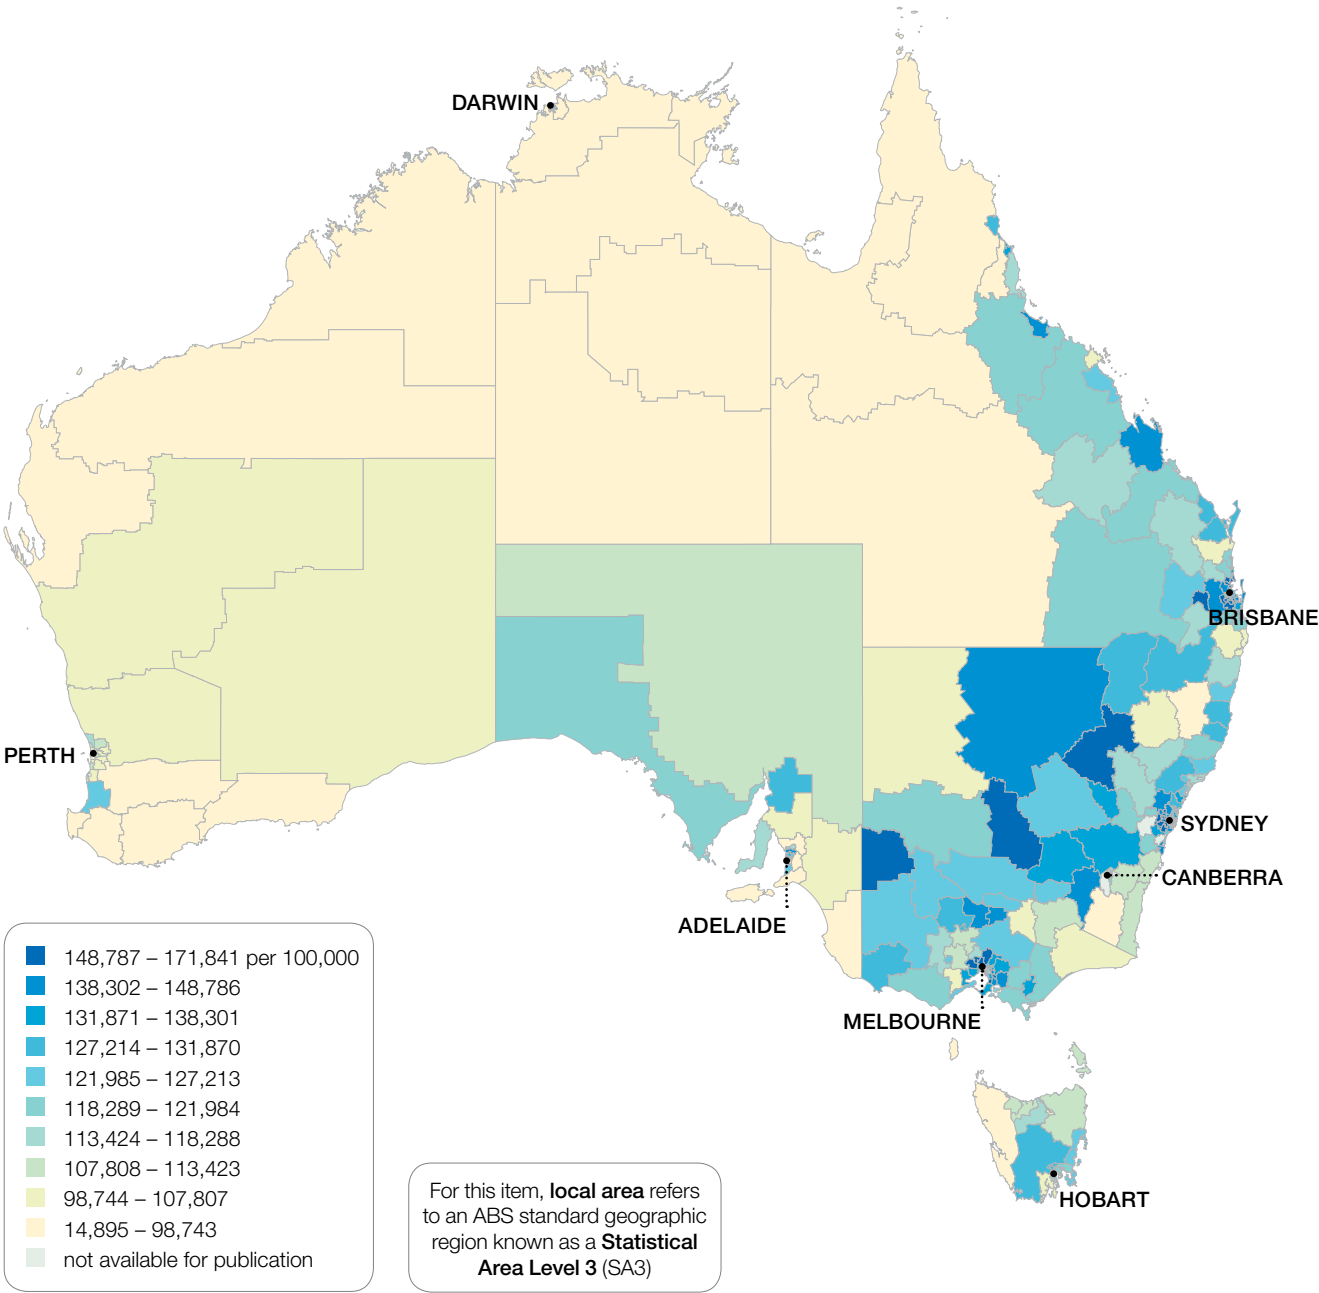 DARWIN
BRISBANE
PERTH
SYDNEY
CANBERRA
ADELAIDE
MELBOURNE
HOBART
148,787 – 171,841 per 100,000
138,302 – 148,786
131,871 – 138,301
127,214 – 131,870
121,985 – 127,213
118,289 – 121,984
113,424 – 118,288
107,808 – 113,423
98,744 – 107,807
14,895 – 98,743
not available for publication
For this item, local area refers
to an ABS standard geographic
region known as a Statistical
Area Level 3 (SA3)